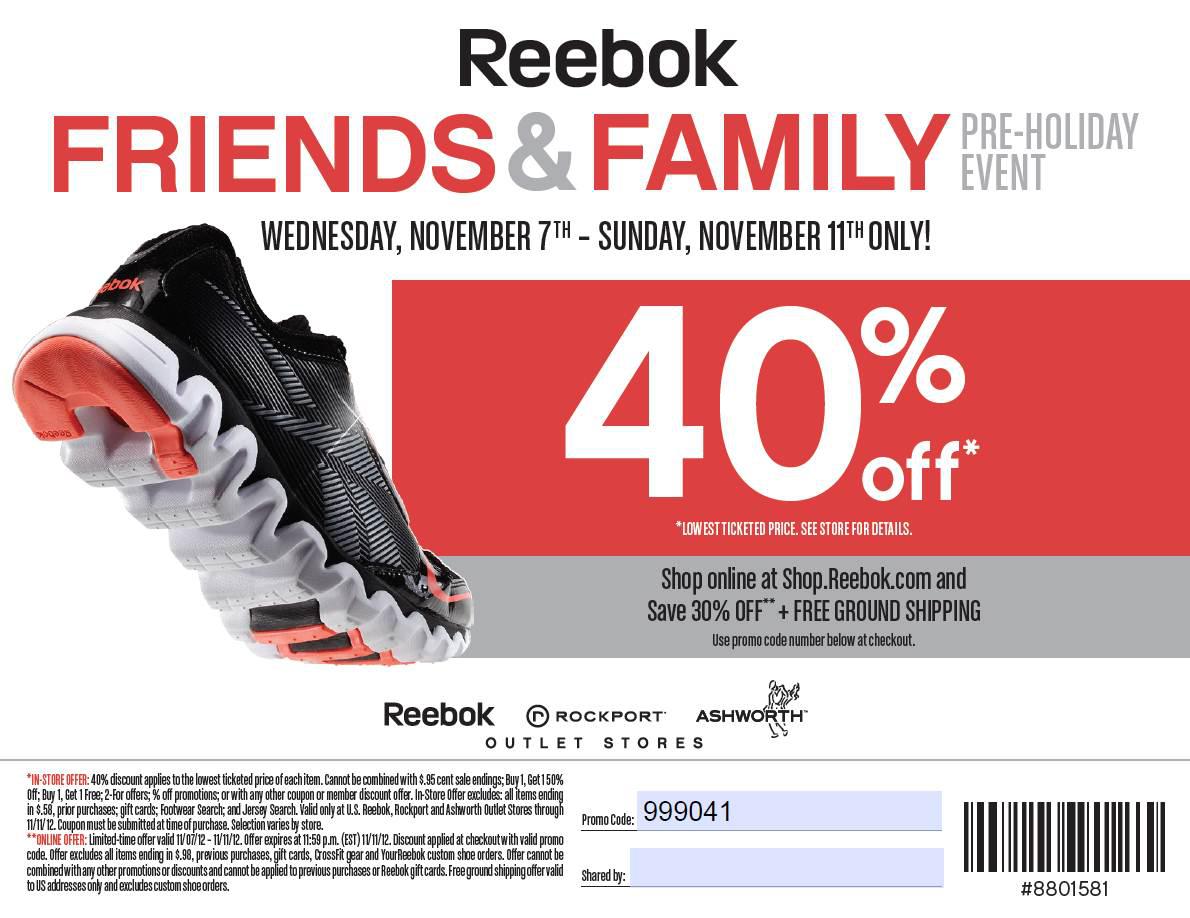 Reebok
FRIENDS & FAMILY PRE-HOLIDAY
EVENT
WEDNESDAY, NOVEMBER 7TH – SUNDAY, NOVEMBER 11TH ONLY!
ebok
Reebok
40%
off*
*LOWEST TICKETED PRICE. SEE STORE FOR DETAILS.
Shop online at Shop.Reebok.com and
Save 30% OFF** + FREE GROUND SHIPPING
Use promo code number below at checkout.
Reebok ROCKPORT ASHWORTH™
OUTLET STORES
*IN-STORE OFFER: 40% discount applies to the lowest ticketed price of each item. Cannot be combined with $.95 cent sale endings; Buy 1, Get 1 50%
Off; Buy 1, Get 1 Free; 2-For offers; % off promotions; or with any other coupon or member discount offer. In-Store Offer excludes: all items ending
in $.58, prior purchases; gift cards; Footwear Search; and Jersey Search. Valid only at U.S. Reebok, Rockport and Ashworth Outlet Stores through
11/11/12. Coupon must be submitted at time of purchase. Selection varies by store.
**ONLINE OFFER: Limited-time offer valid 11/07/12 – 11/11/12. Offer expires at 11:59 p.m. (EST) 11/11/12. Discount applied at checkout with valid promo
code. Offer excludes all items ending in $.98, previous purchases, gift cards, CrossFit gear and YourReebok custom shoe orders. Offer cannot be
combined with any other promotions or discounts and cannot be applied to previous purchases or Reebok gift cards. Free ground shipping offer valid
to US addresses only and excludes custom shoe orders.
Promo Code: 999041
Shared by:
#8801581